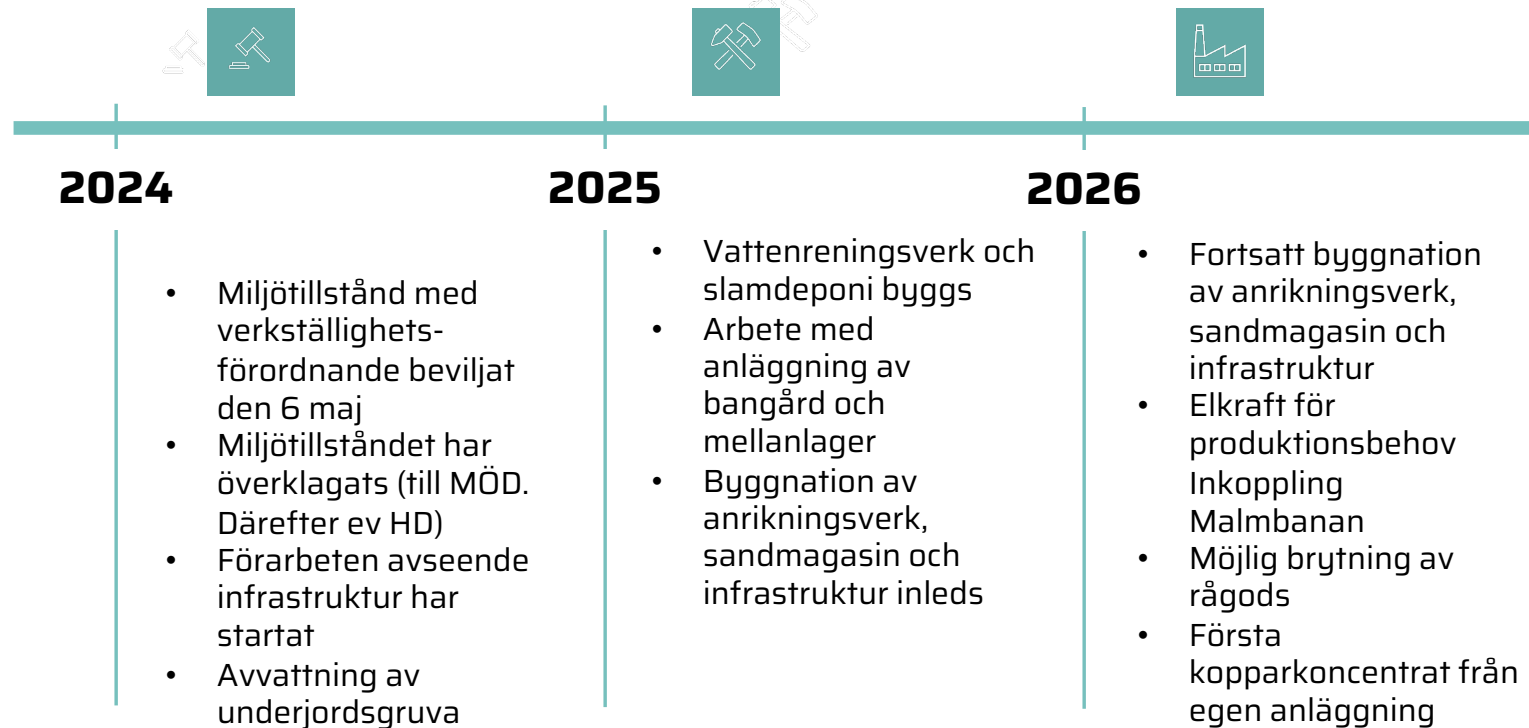 2024
2025
2026
• Miljötillstånd med
verkställighets-
förordnande beviljat
den 6 maj
• Miljötillståndet har
överklagats (till MÖD.
Därefter ev HD)
• Förarbeten avseende
infrastruktur har
startat
• Avvattning av
underjordsgruva
• Vattenreningsverk och
slamdeponi byggs
• Arbete med
anläggning av
bangård och
mellanlager
• Byggnation av
anrikningsverk,
sandmagasin och
infrastruktur inleds
• Fortsatt byggnation
av anrikningsverk,
sandmagasin och
infrastruktur
• Elkraft för
produktionsbehov
Inkoppling
Malmbanan
• Möjlig brytning av
rågods
• Första
kopparkoncentrat från
egen anläggning